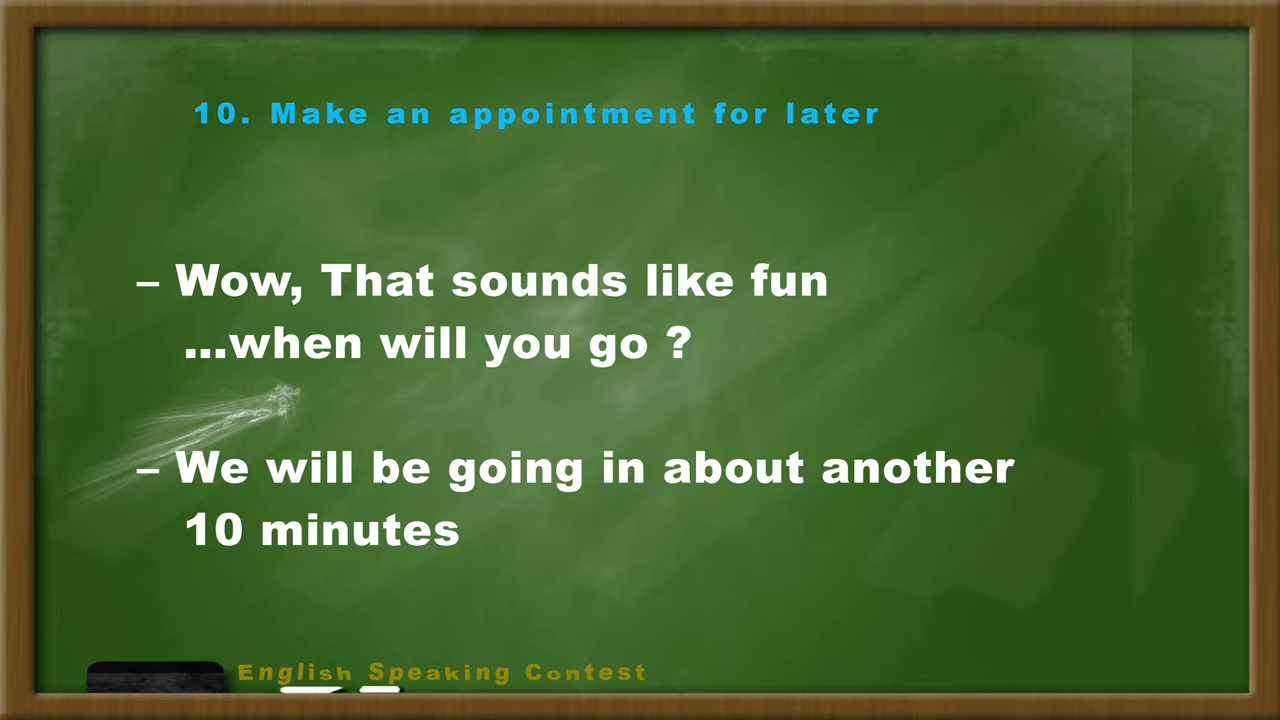 10. Make an appointment for later
– Wow, That sounds like fun
...when will you go ?
– We will be going in about another
10 minutes
English Speaking Contest